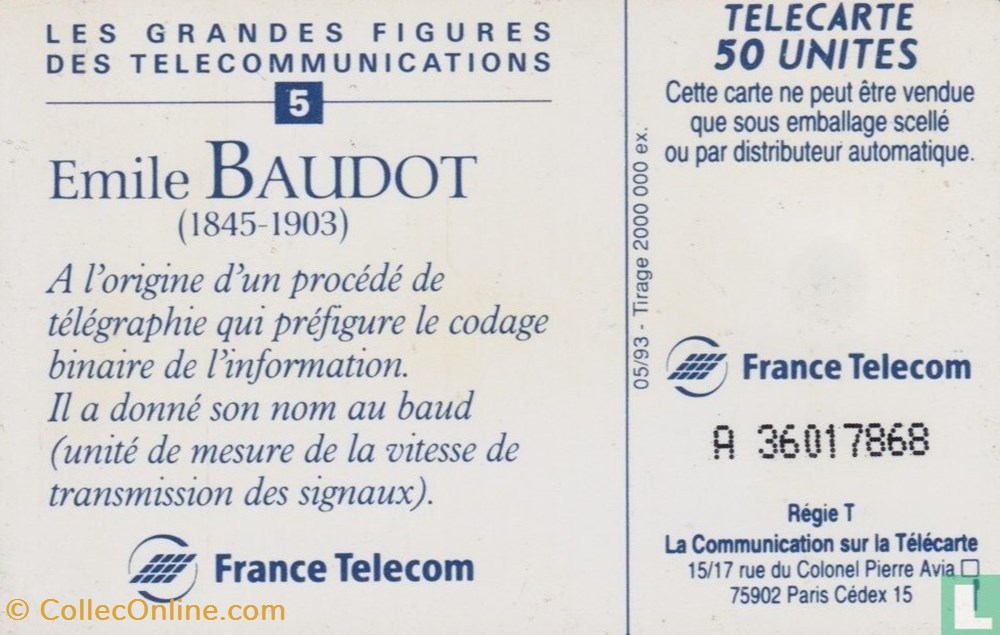 LES GRANDES FIGURES
DES TELECOMMUNICATIONS
5
Emile BAUDOT
(1845-1903)
A l'origine d'un procédé de
télégraphie qui préfigure le codage
binaire de l'information.
Il a donné son nom au baud
(unité de mesure de la vitesse de
transmission des signaux).
France Telecom
05/93 - Tirage 2000 000 ex.
TELECARTE
50 UNITES
Cette carte ne peut être vendue
que sous emballage scellé
ou par distributeur automatique.
France Telecom
A 36017868
Régie T
La Communication sur la Télécarte
15/17 rue du Colonel Pierre Avia
75902 Paris Cédex 15
© CollecOnline.com
L